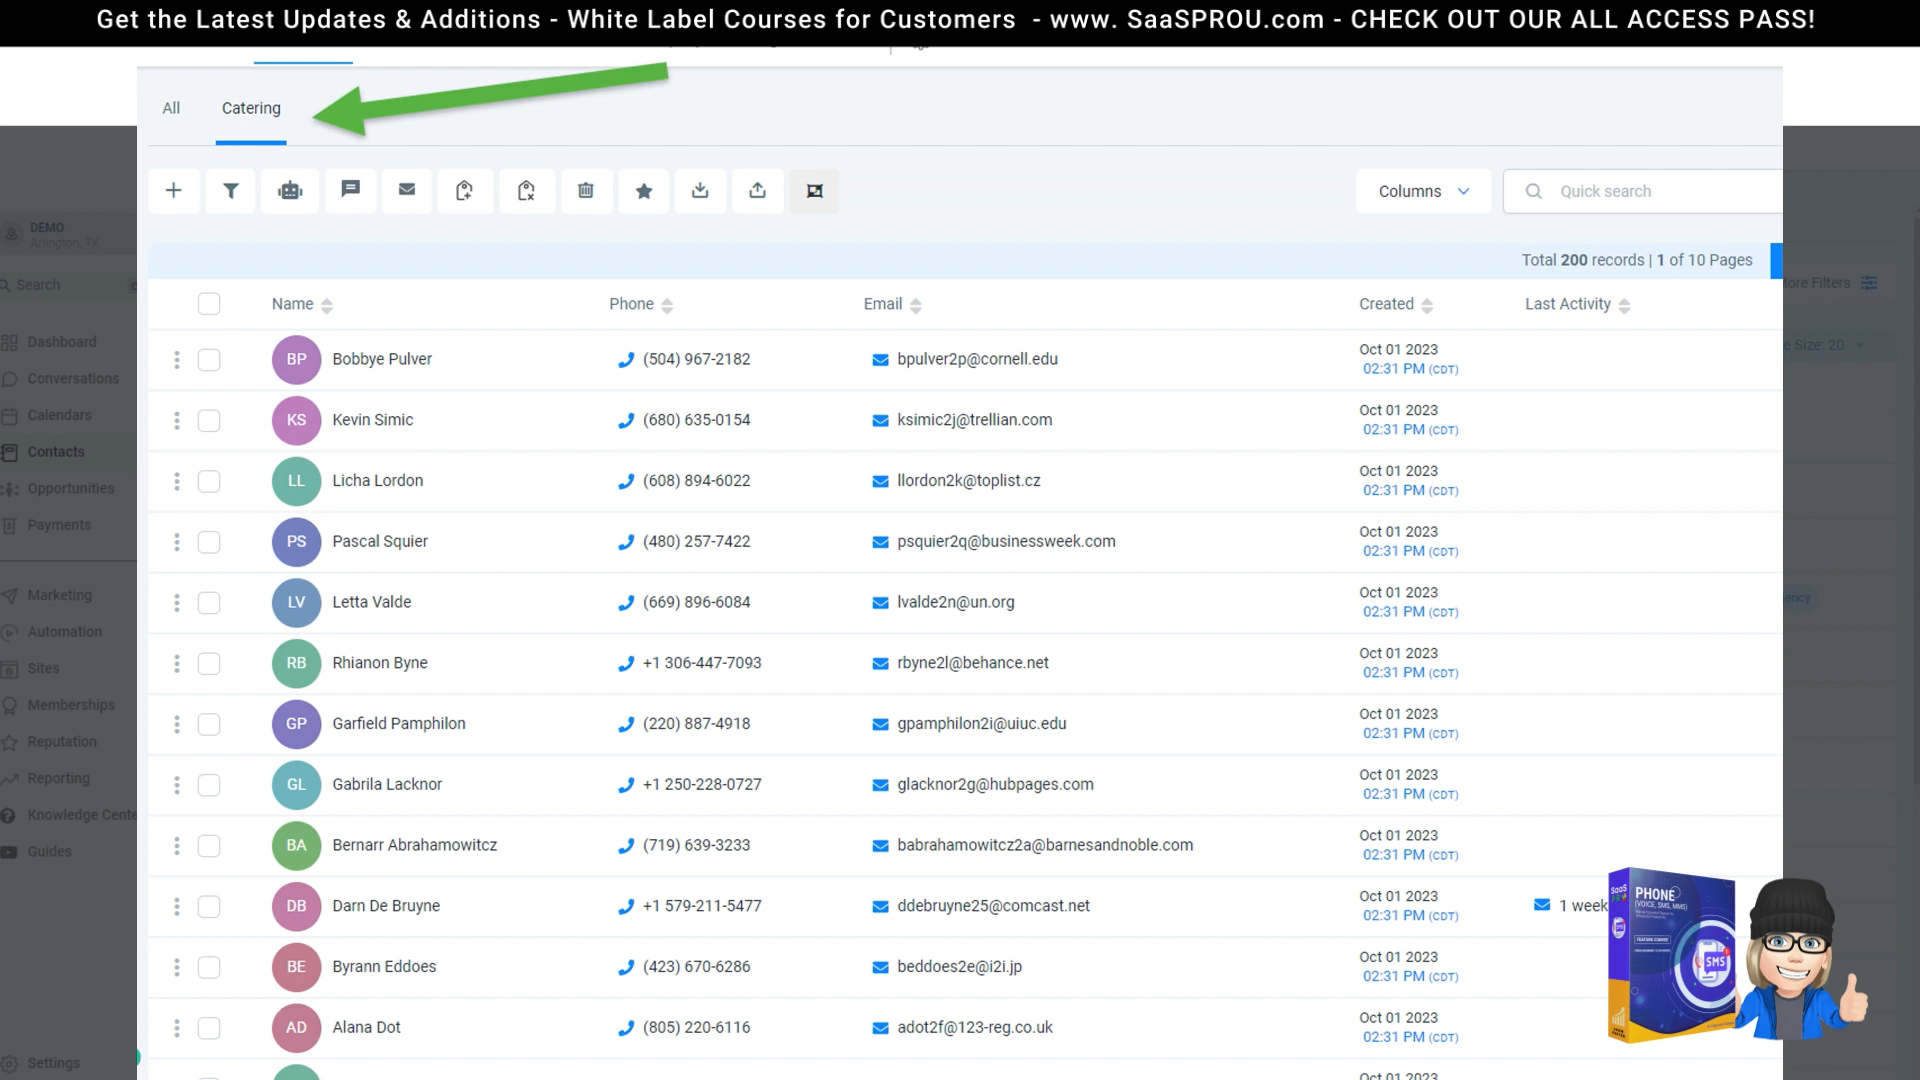 Get the Latest Updates & Additions - White Label Courses for Customers - www. SaaSPROU.com - CHECK OUT OUR ALL ACCESS PASS!
All Catering
Columns Quick search
DEMO
Arlington, TX
Search
Dashboard
Conversations
Calendars
Contacts
Opportunities
Payments
Marketing
Automation
Sites
Memberships
Reputation
Reporting
Knowledge Cente
Guides
Settings
Total 200 records | 1 of 10 Pages
Name Phone Email Created Last Activity
BP Bobbye Pulver (504) 967-2182 bpulver2p@cornell.edu Oct 01 2023
02:31 PM (CDT)
KS Kevin Simic (680) 635-0154 ksimic2j@trellian.com Oct 01 2023
02:31 PM (CDT)
LL Licha Lordon (608) 894-6022 llordon2k@toplist.cz Oct 01 2023
02:31 PM (CDT)
PS Pascal Squier (480) 257-7422 psquier2q@businessweek.com Oct 01 2023
02:31 PM (CDT)
LV Letta Valde (669) 896-6084 lvalde2n@un.org Oct 01 2023
02:31 PM (CDT)
RB Rhianon Byne +1 306-447-7093 rbyne2l@behance.net Oct 01 2023
02:31 PM (CDT)
GP Garfield Pamphilon (220) 887-4918 gpamphilon2i@uiuc.edu Oct 01 2023
02:31 PM (CDT)
GL Gabrila Lacknor +1 250-228-0727 glacknor2g@hubpages.com Oct 01 2023
02:31 PM (CDT)
BA Bernarr Abrahamowitcz (719) 639-3233 babrahamowitcz2a@barnesandnoble.com Oct 01 2023
02:31 PM (CDT)
DB Darn De Bruyne +1 579-211-5477 ddebruyne25@comcast.net Oct 01 2023 1 week
02:31 PM (CDT)
BE Byrann Eddoes (423) 670-6286 beddoes2e@i2i.jp Oct 01 2023
02:31 PM (CDT)
AD Alana Dot (805) 220-6116 adot2f@123-reg.co.uk Oct 01 2023
02:31 PM (CDT)
Oct 01 2023
ore Filters
e Size: 20
ency
SaaS
PHONE
(VOICE, SMS, MMS)
FEATURE COURSE
SMS